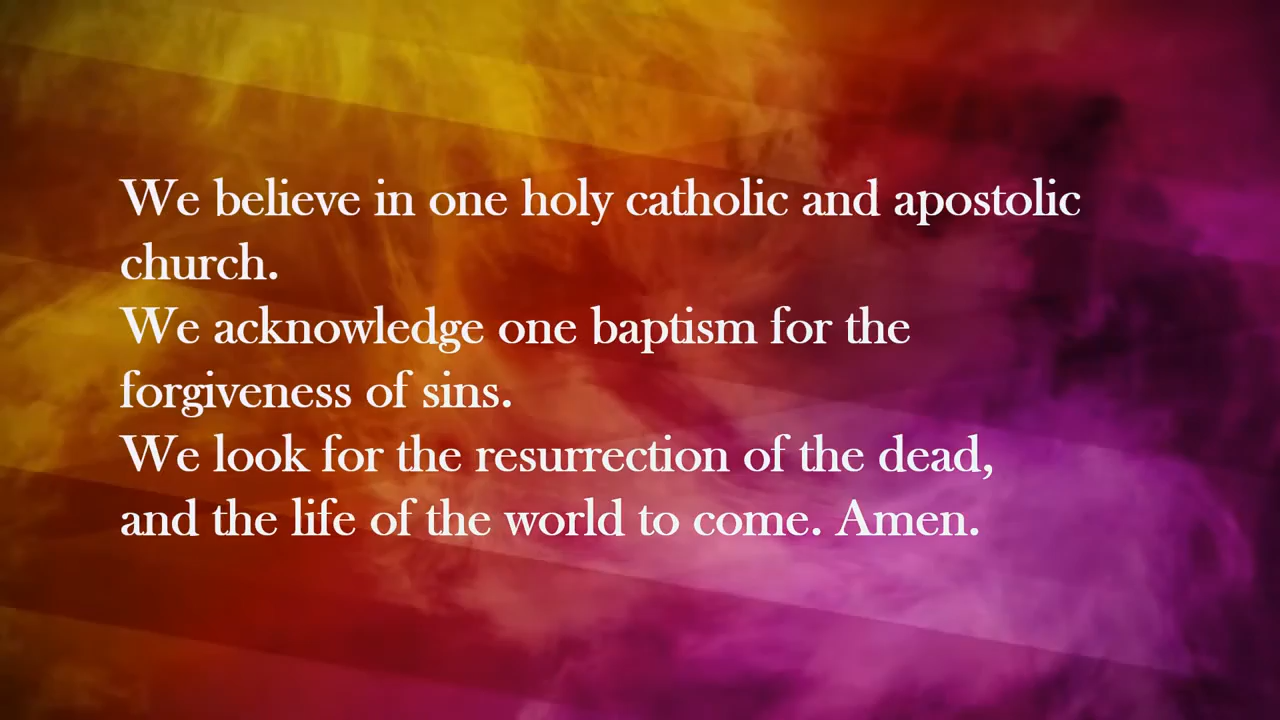 We believe in one holy catholic and apostolic
church.
We acknowledge one baptism for the
forgiveness of sins.
We look for the resurrection of the dead,
and the life of the world to come. Amen.